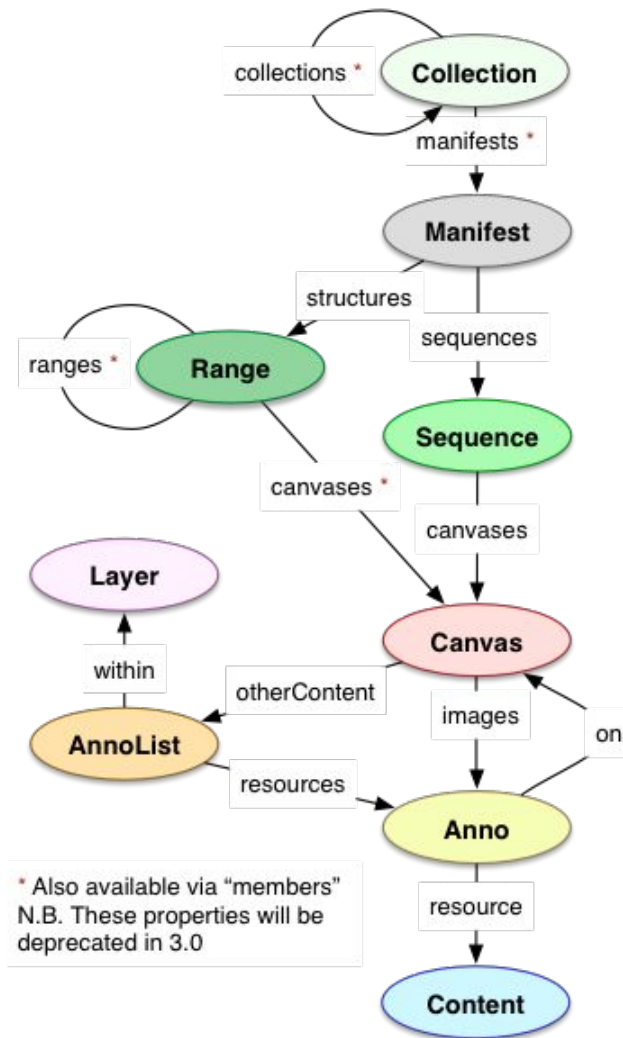 Collection
collections *
manifests *
Manifest
structures
sequences
ranges *
Range
Sequence
canvases *
canvases
Layer
Canvas
within
otherContent
images
on
AnnoList
resources
Anno
* Also available via “members”
N.B. These properties will be
deprecated in 3.0
resource
Content